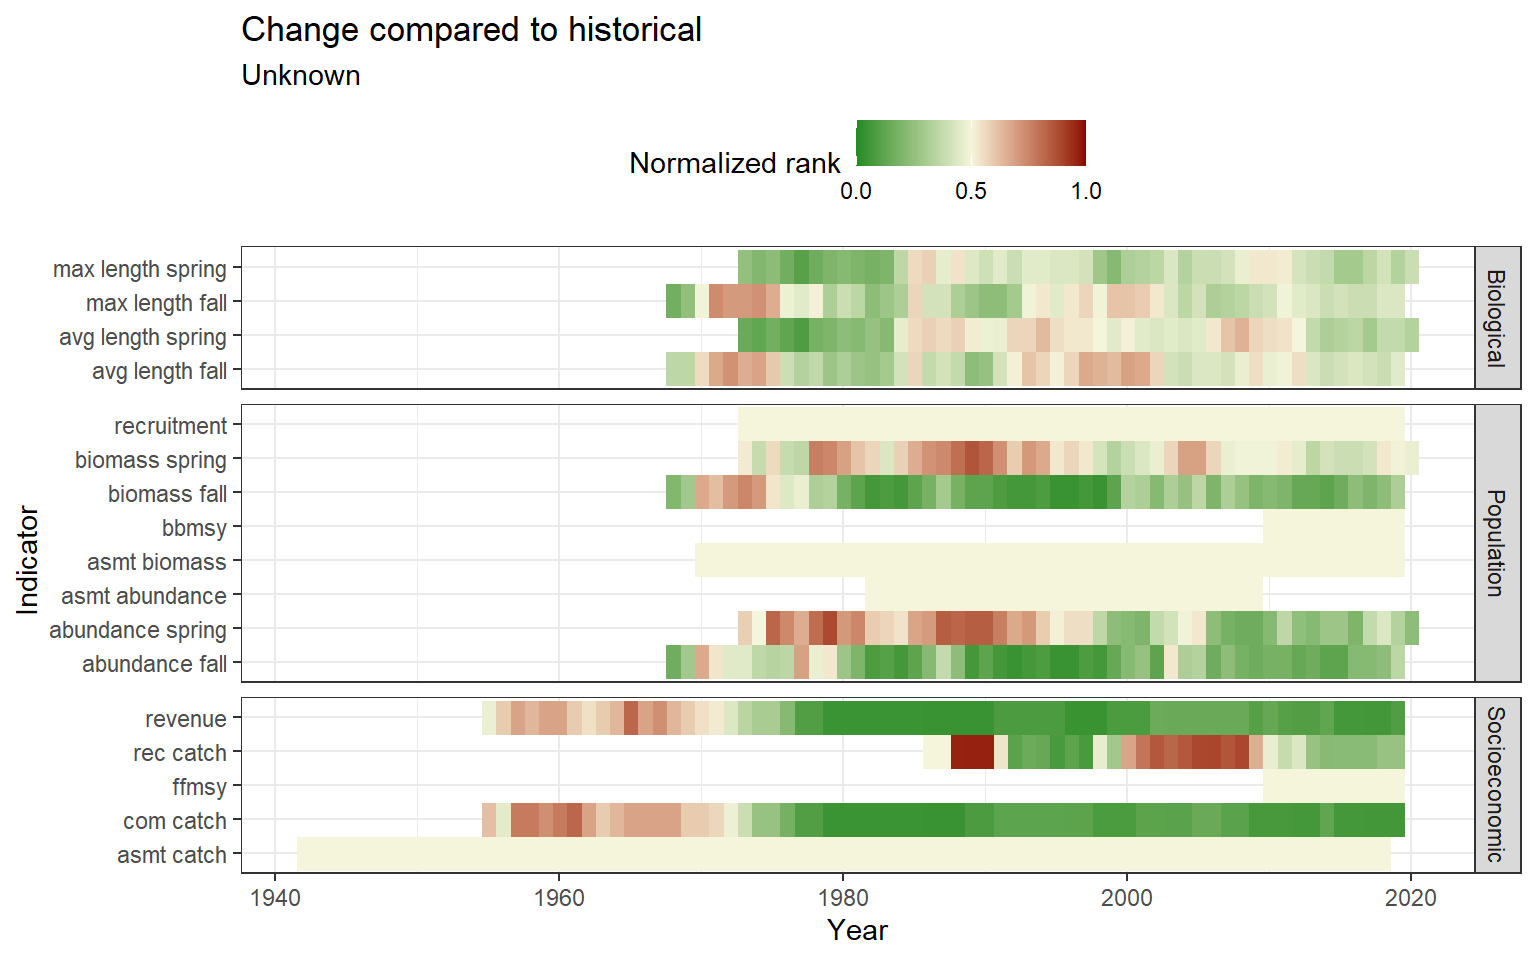 Change compared to historical
Unknown
Normalized rank
0.0 0.5 1.0
max length spring
max length fall
avg length spring
avg length fall
Biological
recruitment
biomass spring
biomass fall
bbmsy
asmt biomass
asmt abundance
abundance spring
abundance fall
Population
revenue
rec catch
ffmsy
com catch
asmt catch
Socioeconomic
Indicator
1940 1960 1980 2000 2020
Year